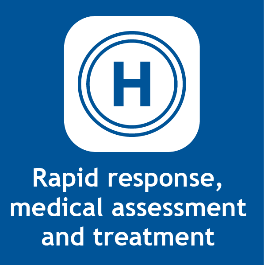 H
Rapid response,
medical assessment
and treatment